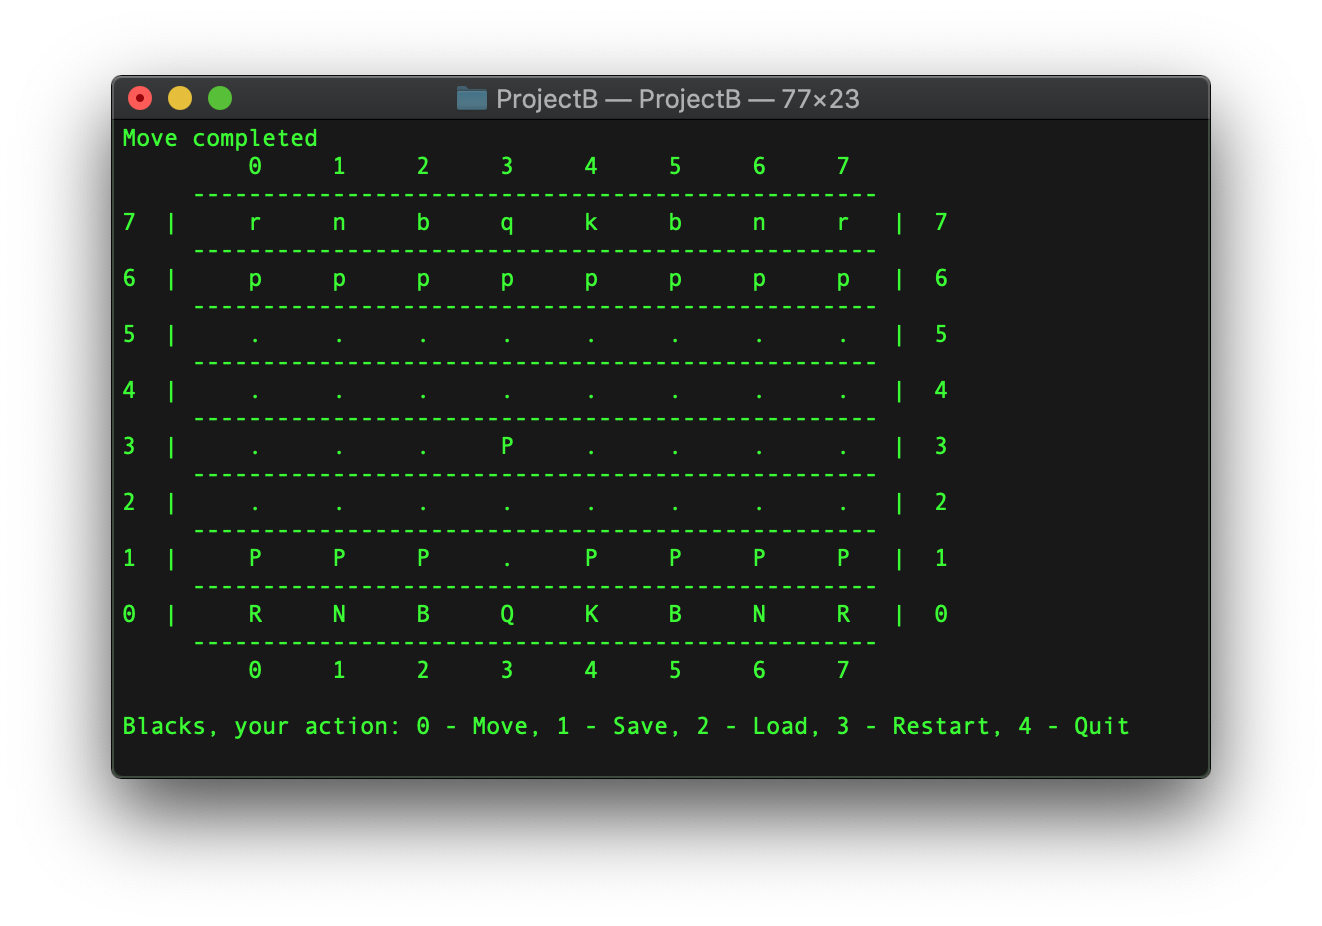 ProjectB — ProjectB — 77×23
Move completed
0 1 2 3 4 5 6 7
-------------------------------------------------
7 | r n b q k b n r | 7
-------------------------------------------------
6 | p p p p p p p p | 6
-------------------------------------------------
5 | . . . . . . . . | 5
-------------------------------------------------
4 | . . . . . . . . | 4
-------------------------------------------------
3 | . . . P . . . . | 3
-------------------------------------------------
2 | . . . . . . . . | 2
-------------------------------------------------
1 | P P P . P P P P | 1
-------------------------------------------------
0 | R N B Q K B N R | 0
-------------------------------------------------
0 1 2 3 4 5 6 7
Blacks, your action: 0 - Move, 1 - Save, 2 - Load, 3 - Restart, 4 - Quit